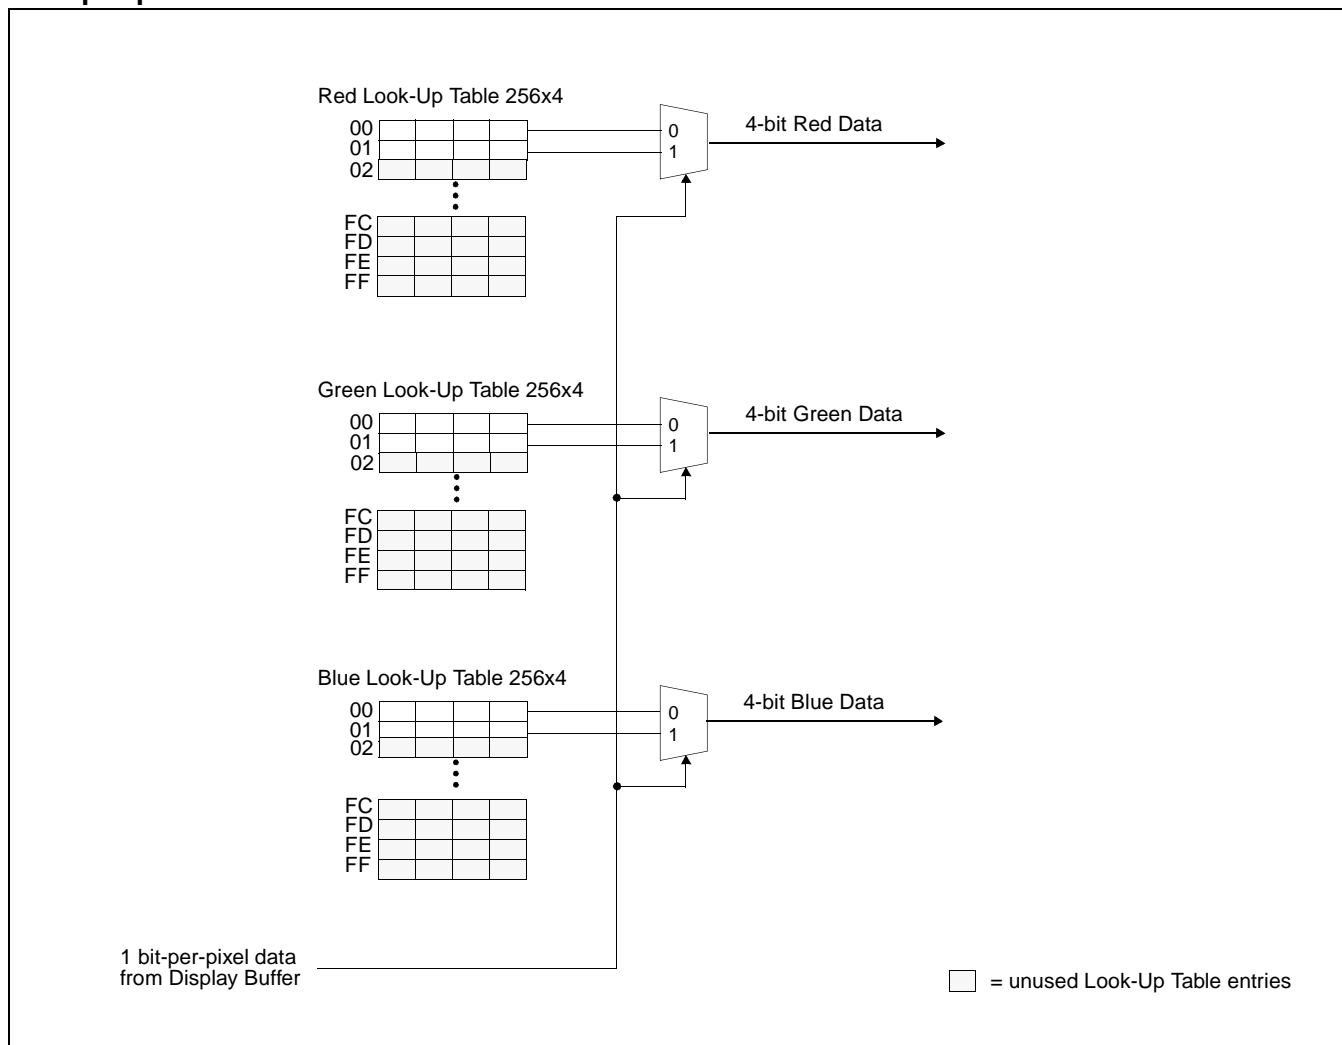 Red Look-Up Table 256x4
00
01
02
FC
FD
FE
FF
0
1
4-bit Red Data
Green Look-Up Table 256x4
00
01
02
FC
FD
FE
FF
0
1
4-bit Green Data
Blue Look-Up Table 256x4
00
01
02
FC
FD
FE
FF
0
1
4-bit Blue Data
1 bit-per-pixel data
from Display Buffer
= unused Look-Up Table entries